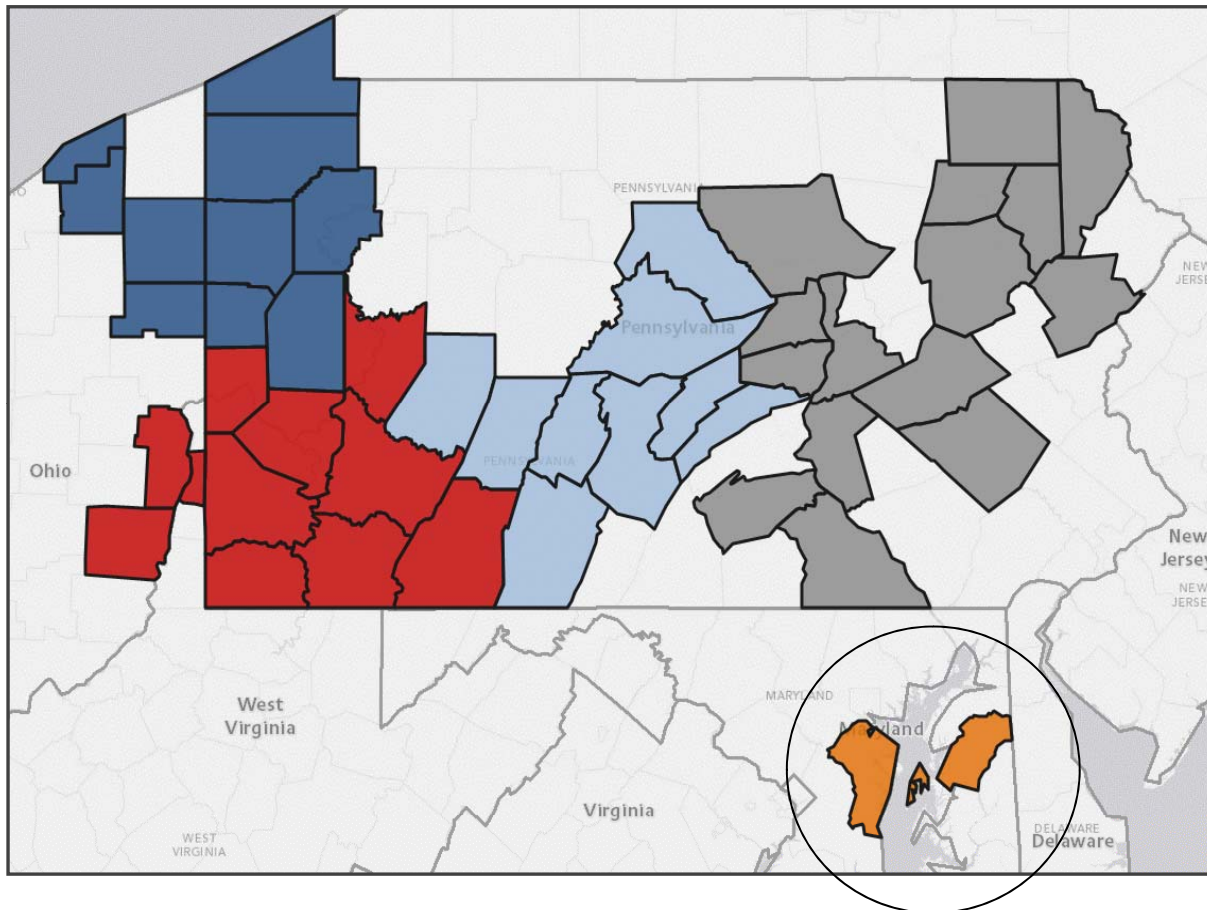 PENNSYLVANIA
NEW
JERSEY
Pennsylvania
Ohio
PENNSYLVANIA
New
Jersey
NEW
JERSEY
West
Virginia
MARYLAND
Maryland
Virginia
WEST
VIRGINIA
DELAWARE
Delaware